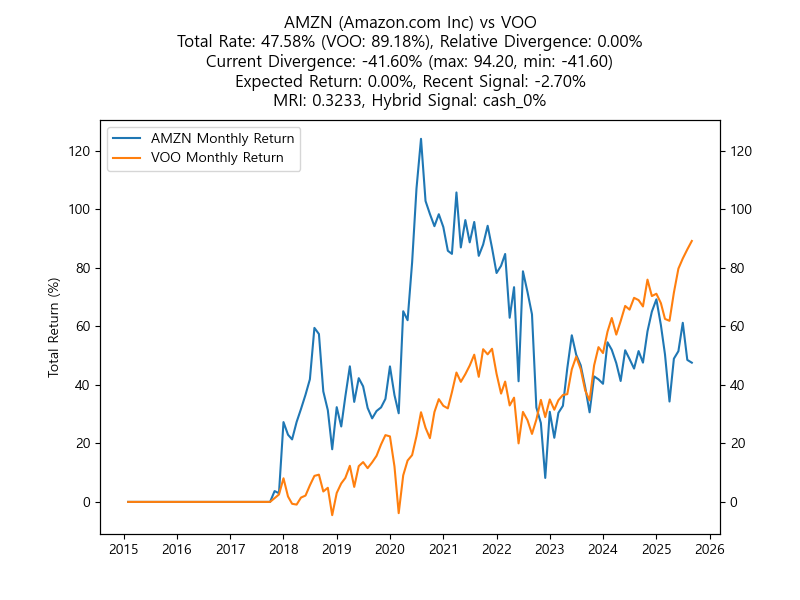 AMZN (Amazon.com Inc) vs VOO
Total Rate: 47.58% (VOO: 89.18%), Relative Divergence: 0.00%
Current Divergence: -41.60% (max: 94.20, min: -41.60)
Expected Return: 0.00%, Recent Signal: -2.70%
MRI: 0.3233, Hybrid Signal: cash_0%
AMZN Monthly Return
VOO Monthly Return
Total Return (%)
120
100
80
60
40
20
0
120
100
80
60
40
20
0
2015 2016 2017 2018 2019 2020 2021 2022 2023 2024 2025 2026